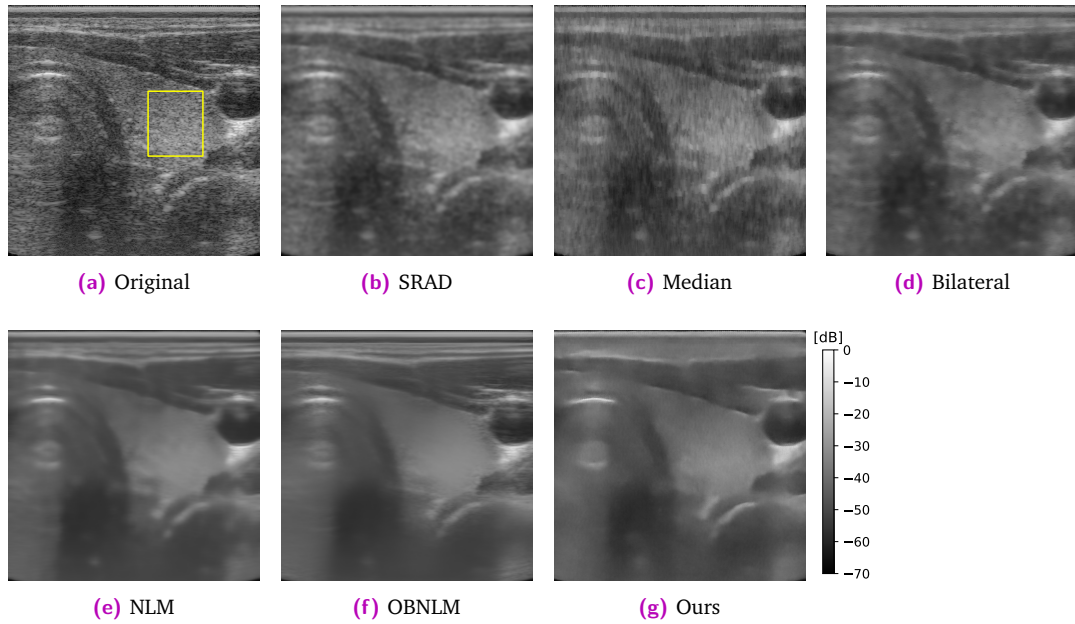 (a) Original
(b) SRAD
(c) Median
(d) Bilateral
[dB]
0
−10
−20
−30
−40
−50
−60
−70
(e) NLM
(f) OBNLM
(g) Ours